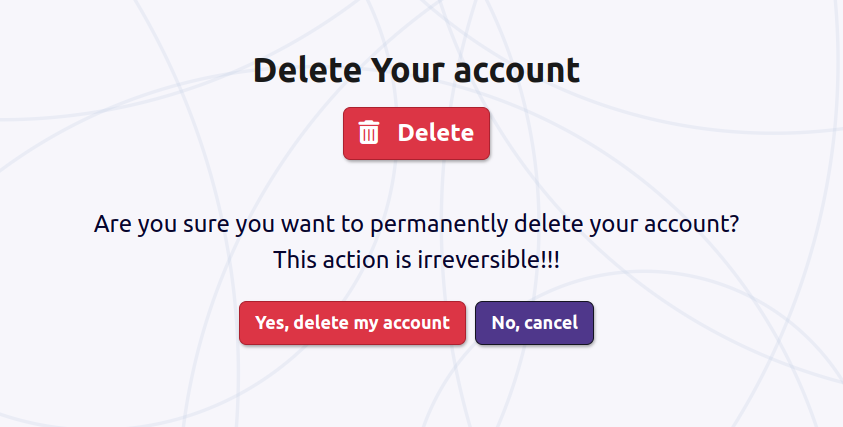 Delete Your account
Delete
Are you sure you want to permanently delete your account?
This action is irreversible!!!
Yes, delete my account
No, cancel